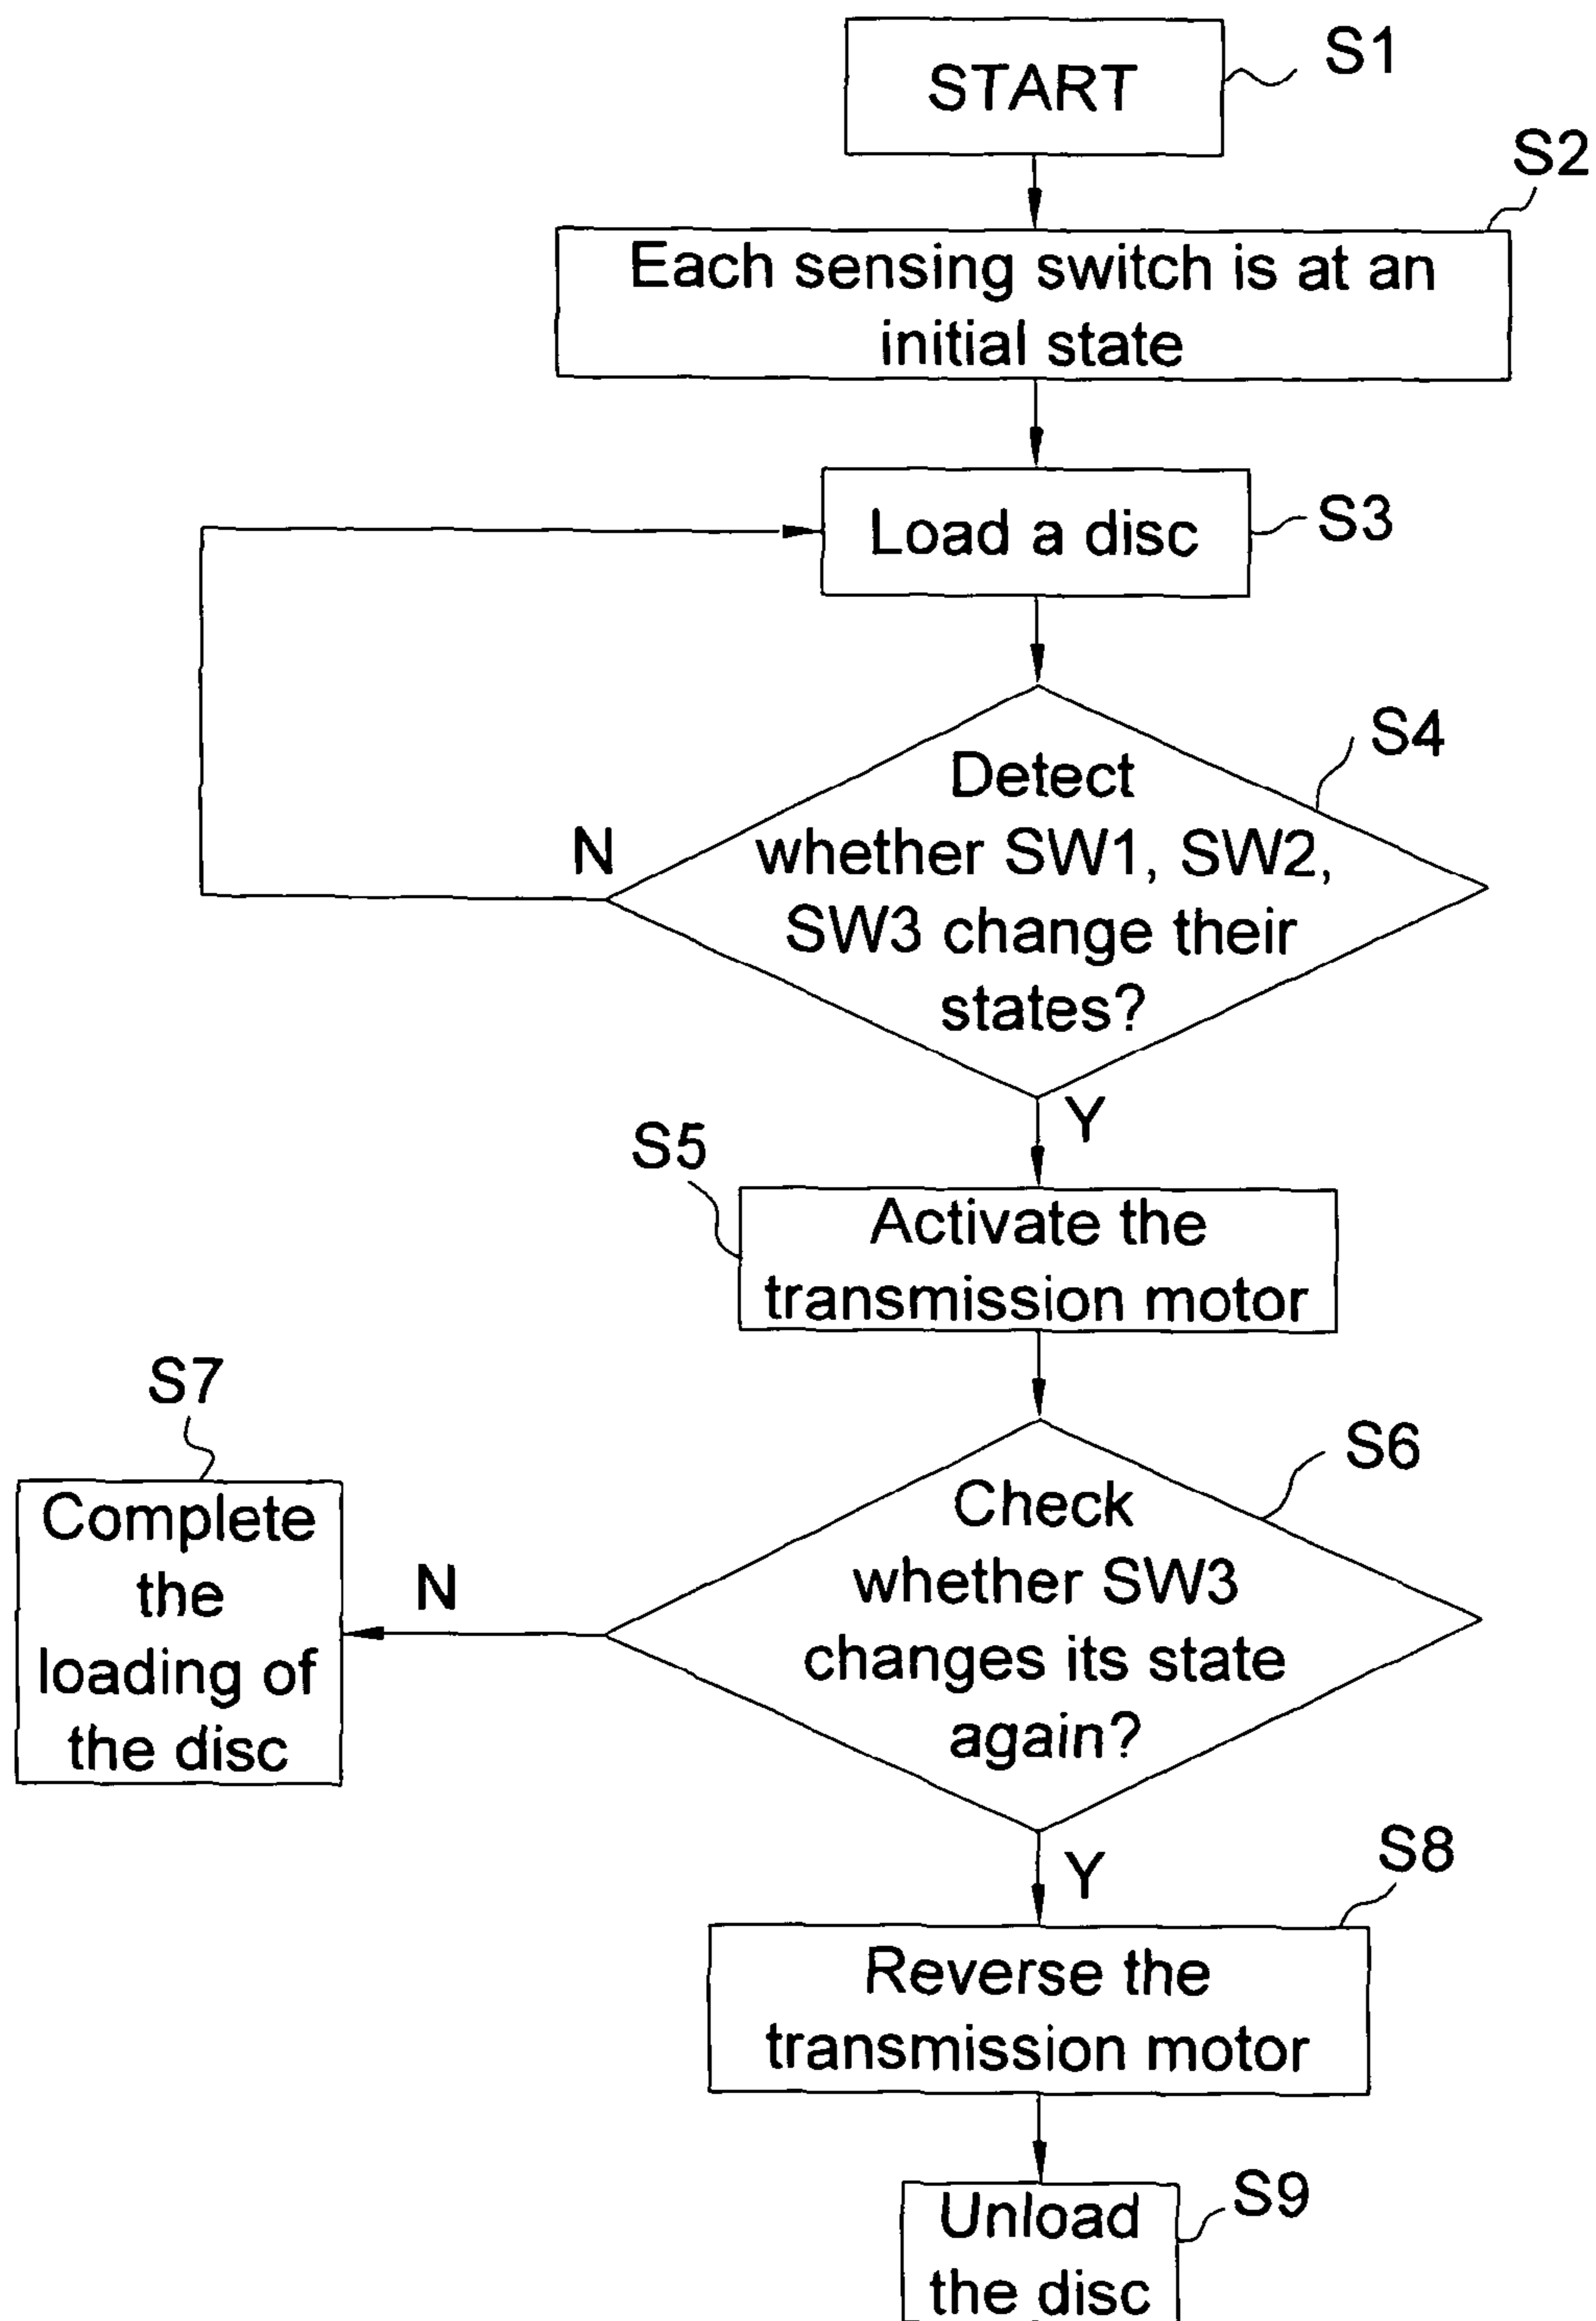 START
S1
S2
Each sensing switch is at an
initial state
Load a disc
S3
S4
Detect
whether SW1, SW2,
SW3 change their
states?
N
Y
S5
Activate the
transmission motor
S7
Complete
the
loading of
the disc
N
S6
Check
whether SW3
changes its state
again?
Y
S8
Reverse the
transmission motor
S9
Unload
the disc